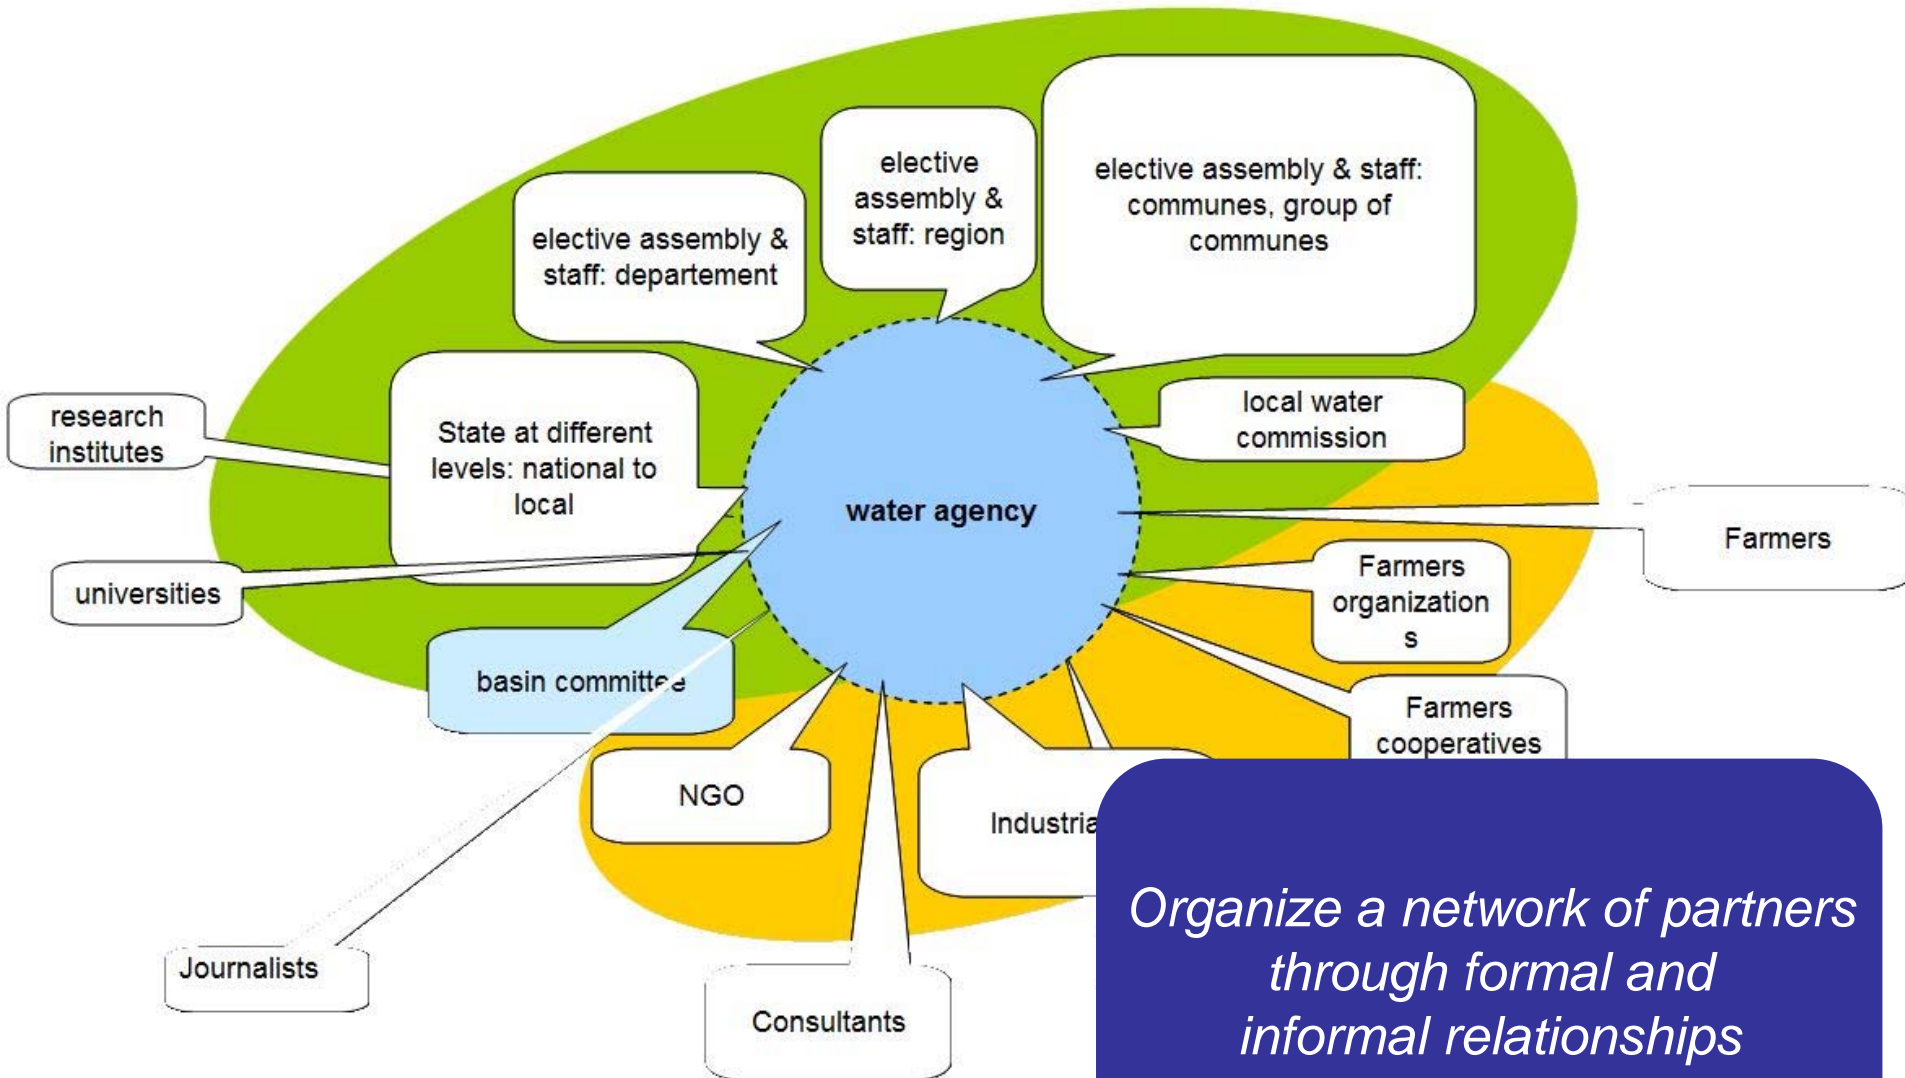 elective
assembly &
staff: region
elective assembly & staff:
communes, group of
communes
elective assembly &
staff: departement
research
institutes
State at different
levels: national to
local
local water
commission
water agency
Farmers
universities
Farmers
organization
s
basin committee
Farmers
cooperatives
NGO
Industria
Journalists
Consultants
Organize a network of partners
through formal and
informal relationships